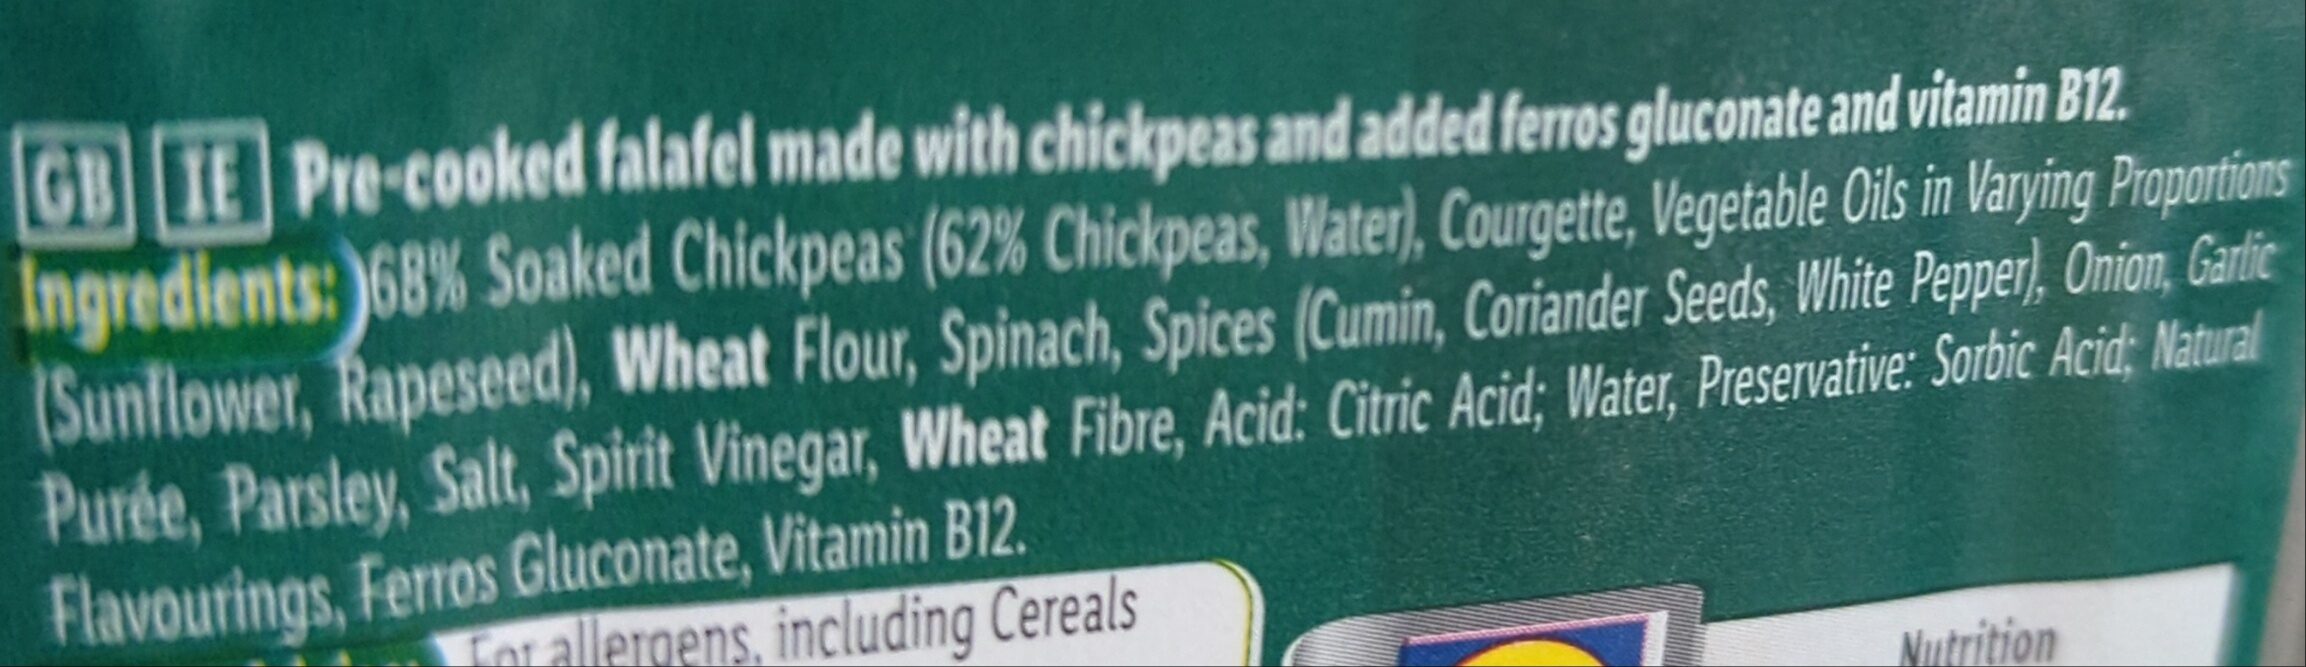 GB IE Pre-cooked falafel made with chickpeas and added ferros gluconate and vitamin B12.
Ingredients: 68% Soaked Chickpeas (62% Chickpeas, Water), Courgette, Vegetable Oils in Varying Proportions
(Sunflower, Rapeseed), Wheat Flour, Spinach, Spices (Cumin, Coriander Seeds, White Pepper), Onion, Garlic
Purée, Parsley, Salt, Spirit Vinegar, Wheat Fibre, Acid: Citric Acid; Water, Preservative: Sorbic Acid; Natural
Flavourings, Ferros Gluconate, Vitamin B12.
For allergens, including Cereals
Nutrition